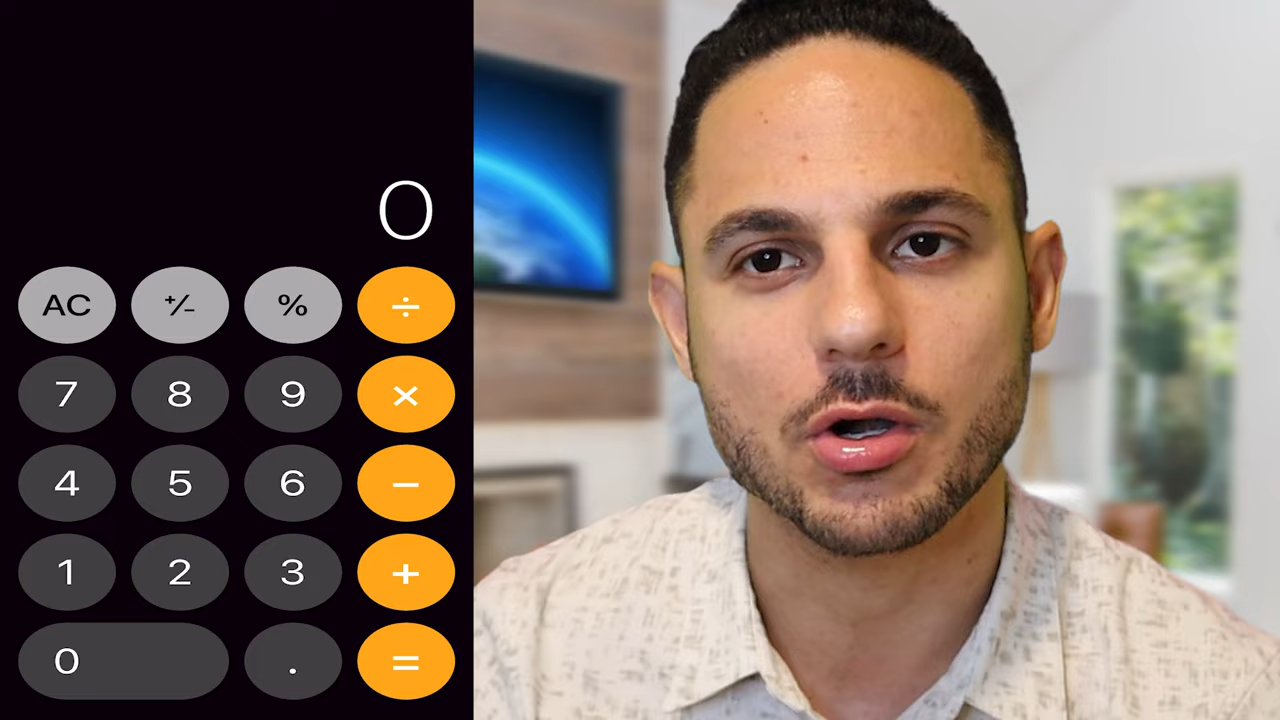 0
AC +/- % ÷
7 8 9 ×
4 5 6 −
1 2 3 +
0 . =